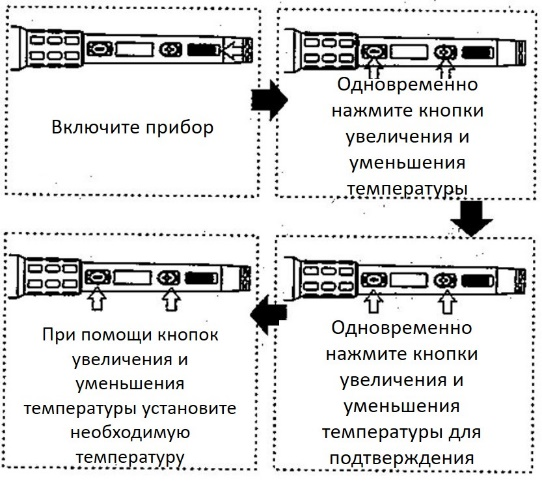 Включите прибор
Одновременно
нажмите кнопки
увеличения и
уменьшения
температуры
Одновременно
нажмите кнопки
увеличения и
уменьшения
температуры для
подтверждения
При помощи кнопок
увеличения и
уменьшения
температуры установите
необходимую
температуру